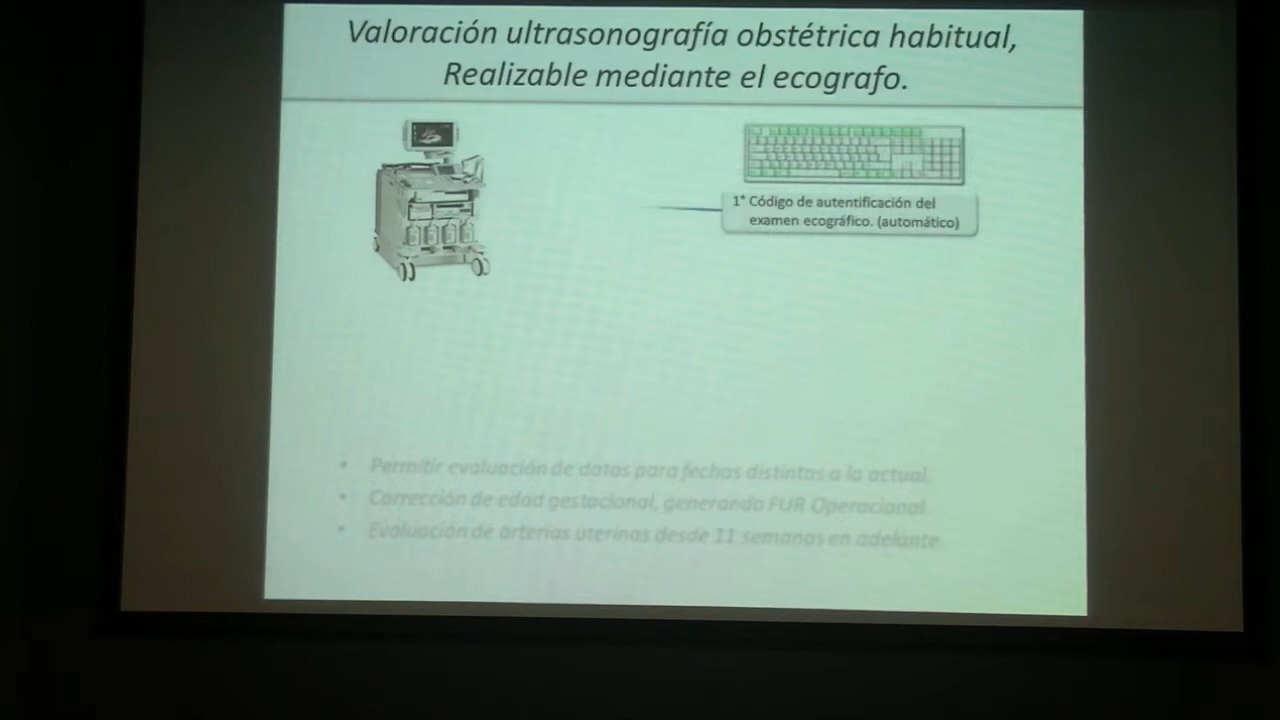 Valoración ultrasonografía obstétrica habitual,
Realizable mediante el ecografo.
1° Código de autentificación del
examen ecográfico. (automático)
• Permitir evaluación de datos para fechas distintas a la actual.
• Corrección de edad gestacional, generando FUR Operacional.
• Evaluación de arterias uterinas desde 11 semanas en adelante.